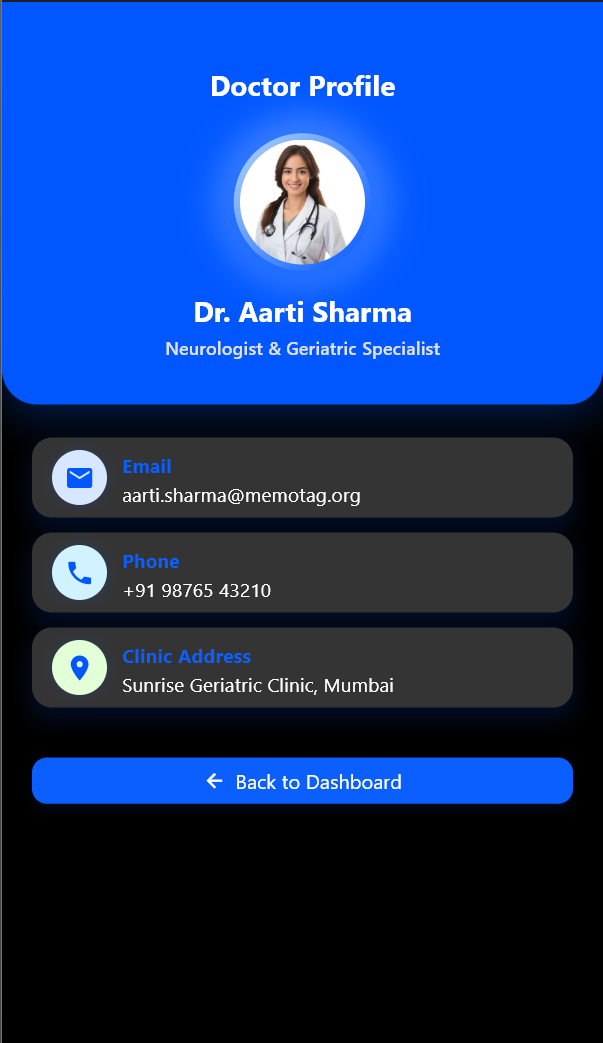 Doctor Profile
Dr. Aarti Sharma
Neurologist & Geriatric Specialist
Email
aarti.sharma@memotag.org
Phone
+91 98765 43210
Clinic Address
Sunrise Geriatric Clinic, Mumbai
Back to Dashboard